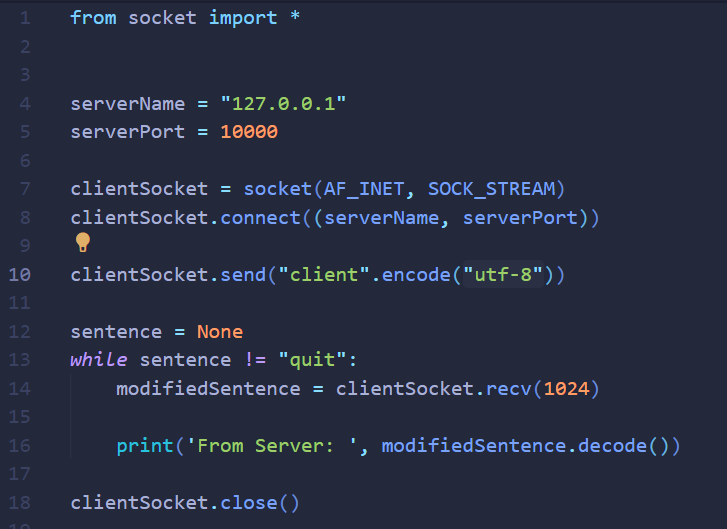 1 from socket import *
2
3
4 serverName = "127.0.0.1"
5 serverPort = 10000
6
7 clientSocket = socket(AF_INET, SOCK_STREAM)
8 clientSocket.connect((serverName, serverPort))
9
10 clientSocket.send("client".encode("utf-8"))
11
12 sentence = None
13 while sentence != "quit":
14     modifiedSentence = clientSocket.recv(1024)
15
16     print('From Server: ', modifiedSentence.decode())
17
18 clientSocket.close()
19